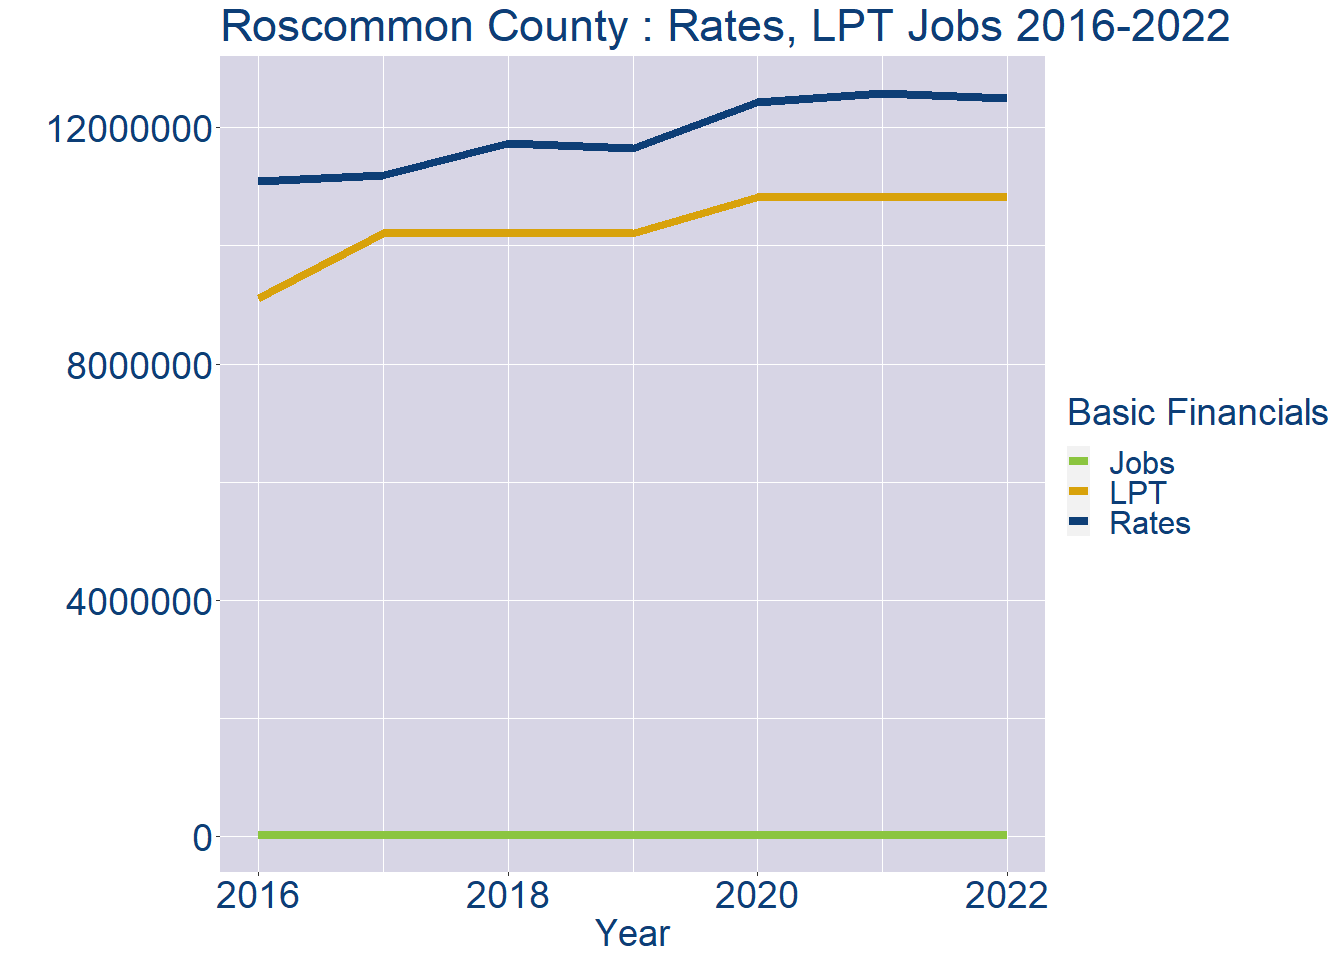 Roscommon County : Rates, LPT Jobs 2016-2022
12000000
8000000
4000000
0
2016 2018 2020 2022
Year
Basic Financials
Jobs
LPT
Rates